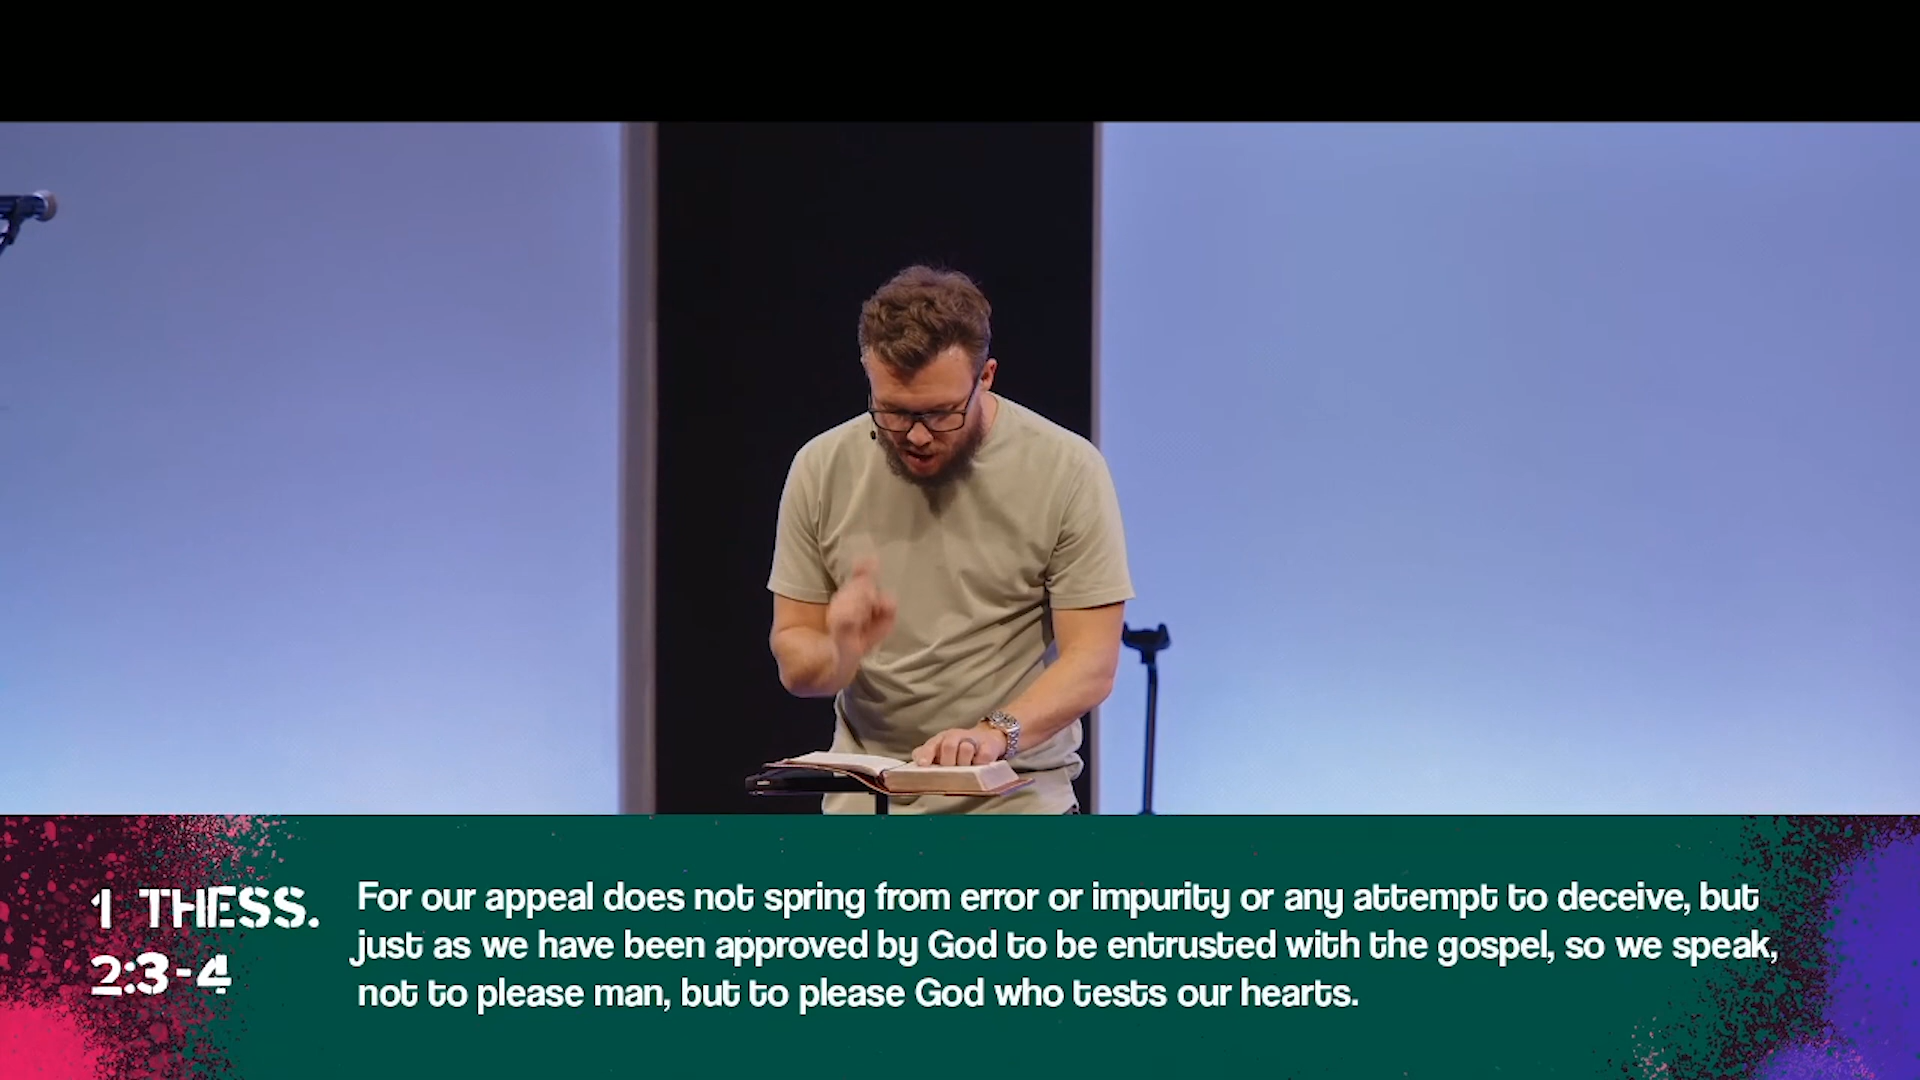 1 THESS.
2:3-4
For our appeal does not spring from error or impurity or any attempt to deceive, but
just as we have been approved by God to be entrusted with the gospel, so we speak,
not to please man, but to please God who tests our hearts.